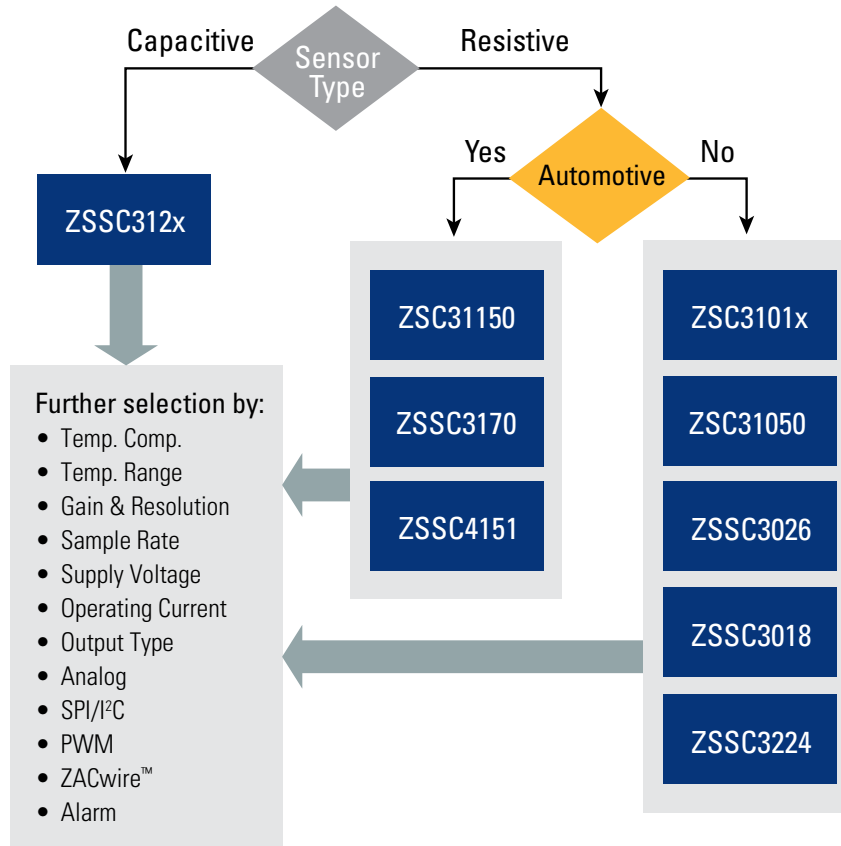 Capacitive
Sensor
Type
Resistive
Yes
Automotive
No
ZSSC312x
ZSC31150
ZSSC3170
ZSSC4151
ZSC3101x
ZSC31050
ZSSC3026
ZSSC3018
ZSSC3224
Further selection by:
• Temp. Comp.
• Temp. Range
• Gain & Resolution
• Sample Rate
• Supply Voltage
• Operating Current
• Output Type
• Analog
• SPI/I²C
• PWM
• ZACwire™
• Alarm